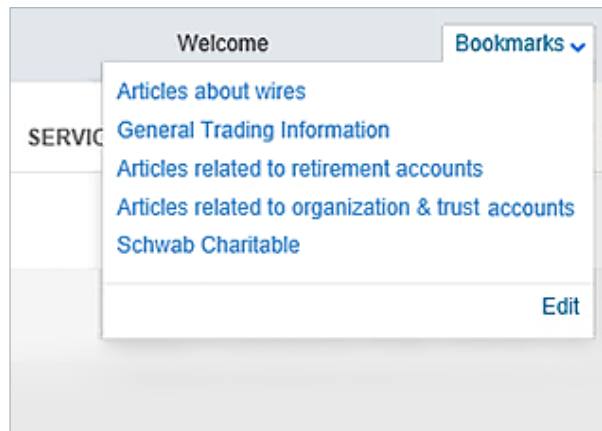 Welcome
Bookmarks
Articles about wires
SERVIC
General Trading Information
Articles related to retirement accounts
Articles related to organization & trust accounts
Schwab Charitable
Edit